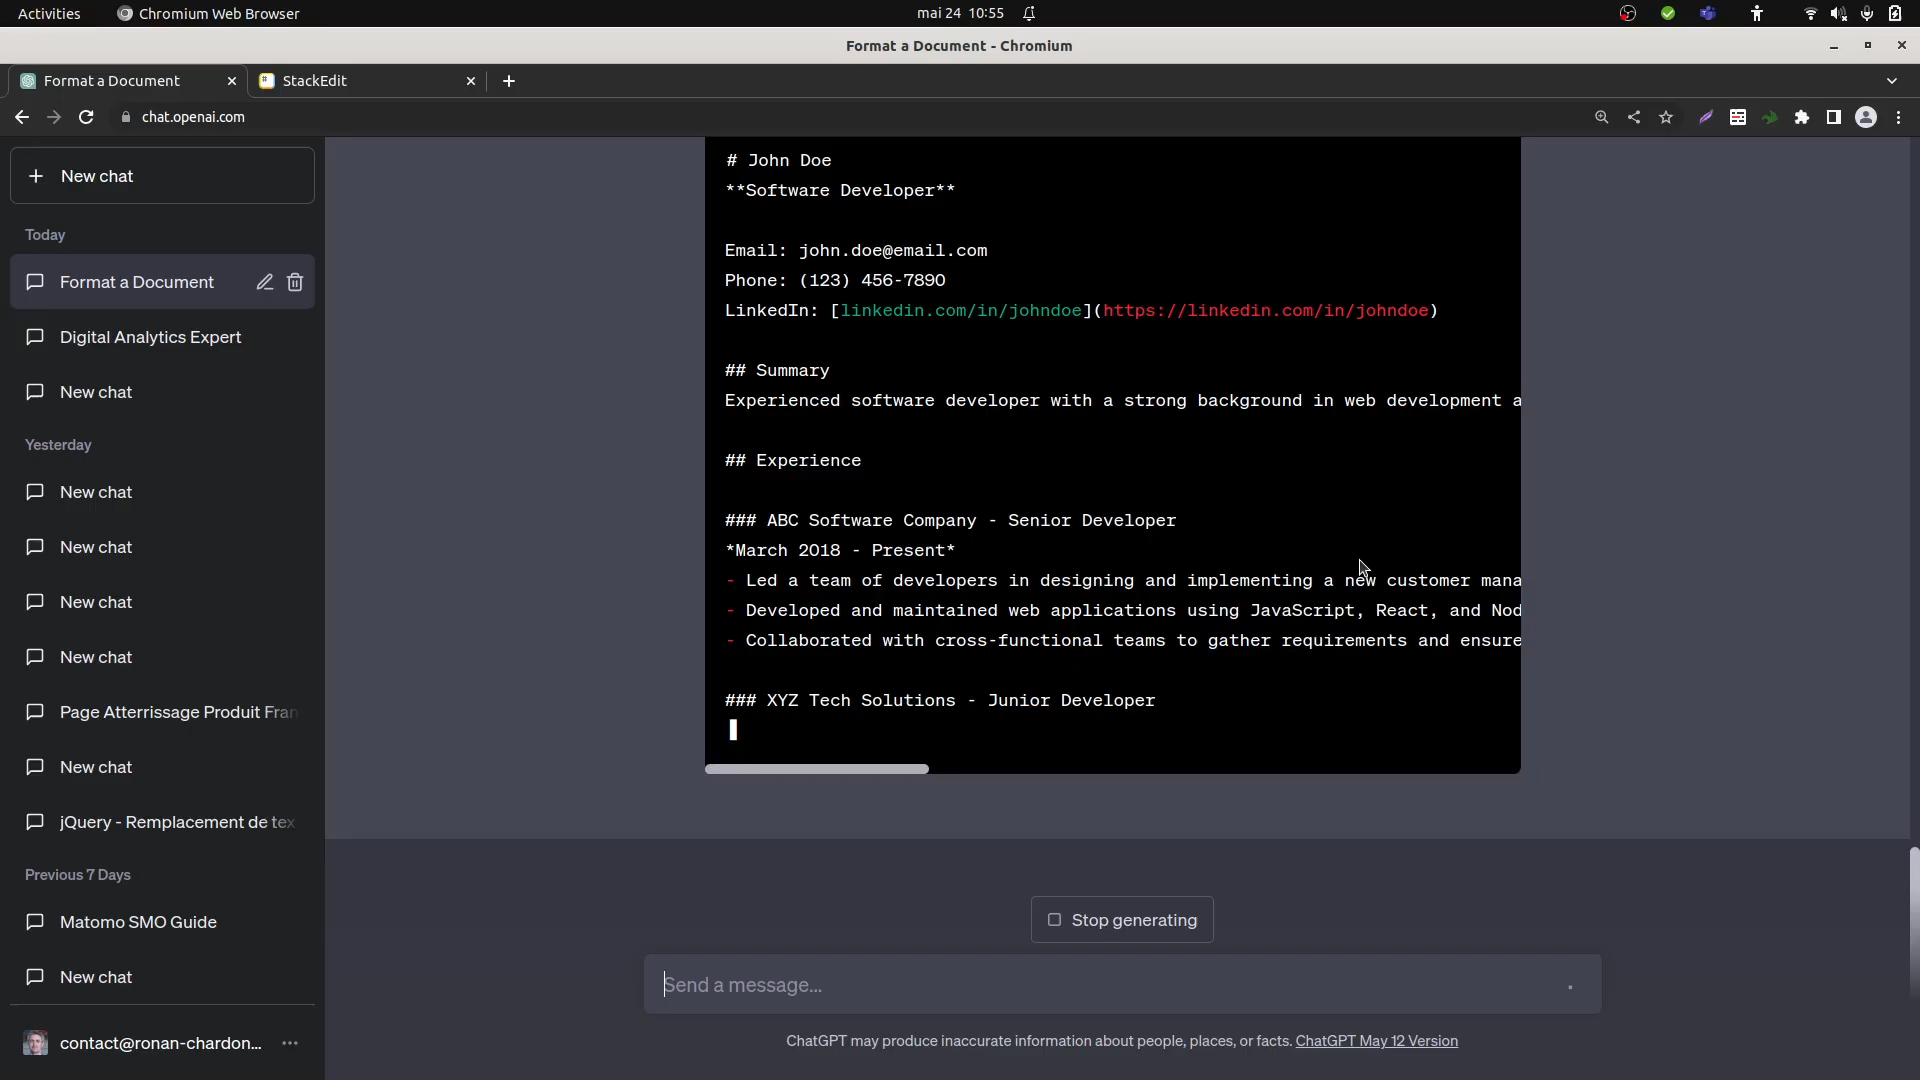 Activities
Chromium Web Browser
mai 24 10:55
Format a Document - Chromium
Format a Document
StackEdit
chat.openai.com
New chat
Today
Format a Document
Digital Analytics Expert
New chat
Yesterday
New chat
New chat
New chat
New chat
Page Atterrissage Produit Fran
New chat
jQuery - Remplacement de tex
Previous 7 Days
Matomo SMO Guide
New chat
contact@ronan-chardon...
# John Doe
**Software Developer**
Email: john.doe@email.com
Phone: (123) 456-7890
LinkedIn: [linkedin.com/in/johndoe](https://linkedin.com/in/johndoe)
## Summary
Experienced software developer with a strong background in web development a
## Experience
### ABC Software Company - Senior Developer
*March 2018 - Present*
- Led a team of developers in designing and implementing a new customer mana
- Developed and maintained web applications using JavaScript, React, and Nod
- Collaborated with cross-functional teams to gather requirements and ensure
### XYZ Tech Solutions - Junior Developer
Stop generating
Send a message...
ChatGPT may produce inaccurate information about people, places, or facts. ChatGPT May 12 Version